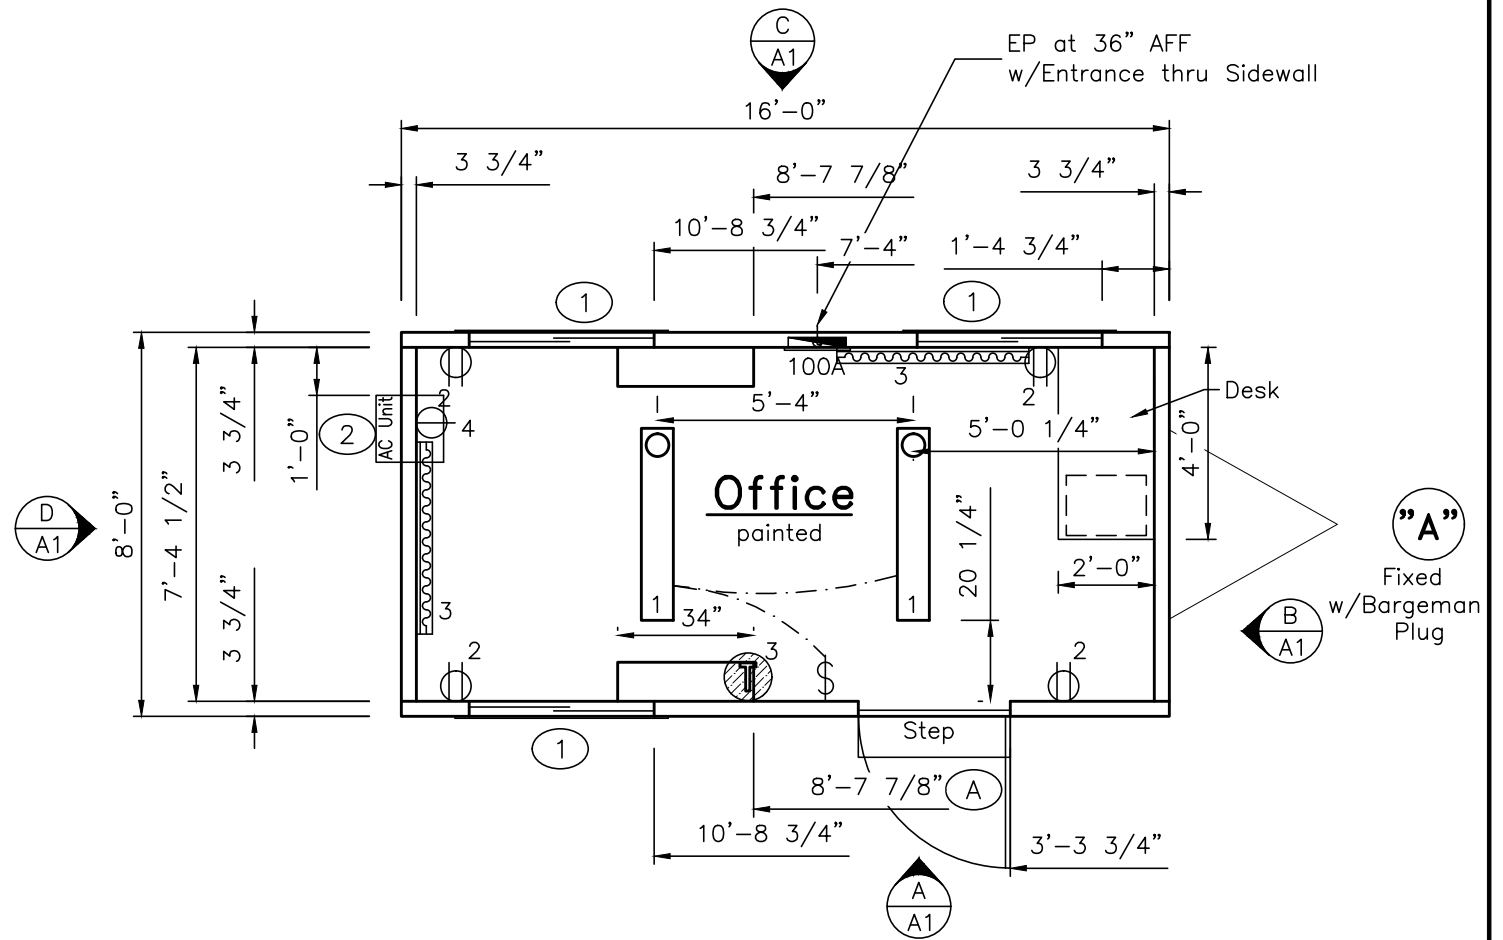 C
A1
EP at 36” AFF
w/Entrance thru Sidewall
16’-0”
3 3/4”
8’-7 7/8”
3 3/4”
10’-8 3/4”
7’-4”
1’-4 3/4”
1
1
100A
3
2
2
4
AC Unit
2
5’-4”
Desk
5’-0 1/4”
4’-0”
3 3/4”
1’-0”
7’-4 1/2”
8’-0”
D
A1
Office
painted
20 1/4”
2’-0”
”A”
Fixed
w/Bargeman
Plug
B
A1
3
1
1
34”
3 3/4”
2
3
S
2
T
Step
1
8’-7 7/8”
A
10’-8 3/4”
3’-3 3/4”
A
A1